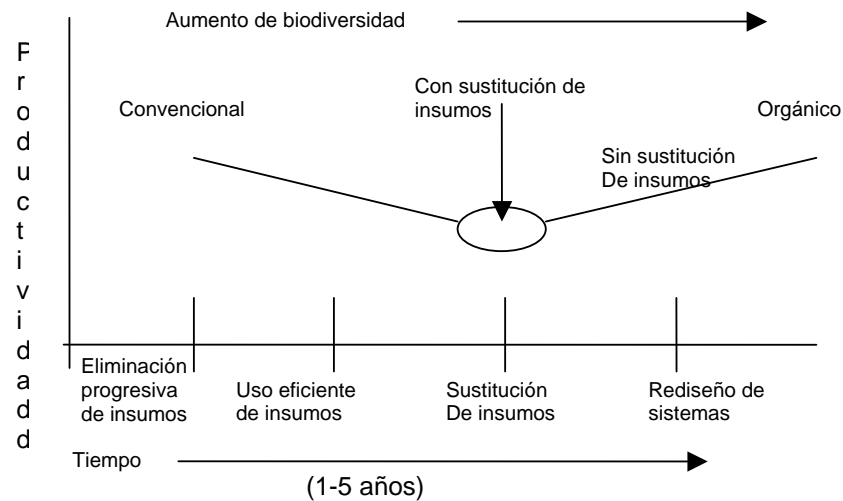 Aumento de biodiversidad
Productividadd
Convencional
Con sustitución de
insumos
Orgánico
Sin sustitución
De insumos
Eliminación
progresiva
de insumos
Uso eficiente
de insumos
Sustitución
De insumos
Rediseño de
sistemas
Tiempo
(1-5 años)